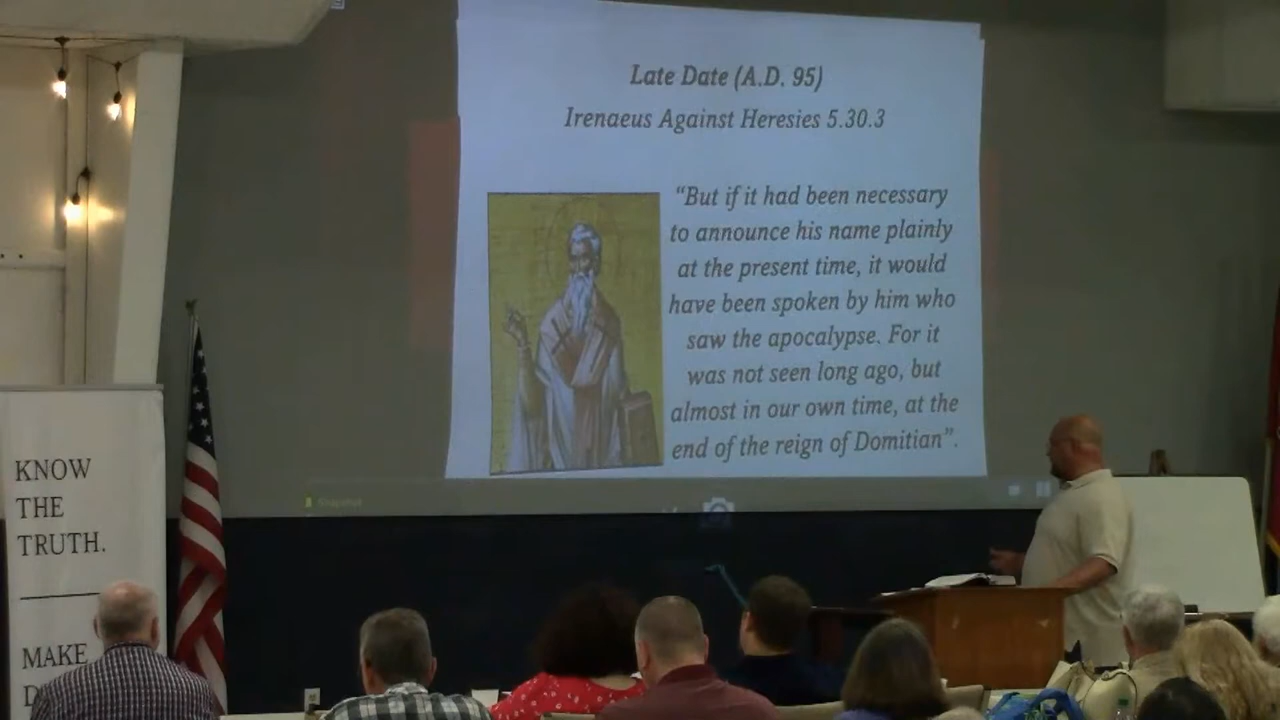 Late Date (A.D. 95)
Irenaeus Against Heresies 5.30.3
“But if it had been necessary
to announce his name plainly
at the present time, it would
have been spoken by him who
saw the apocalypse. For it
was not seen long ago, but
almost in our own time, at the
end of the reign of Domitian”.
Snapshot
KNOW
THE
TRUTH.
MAKE